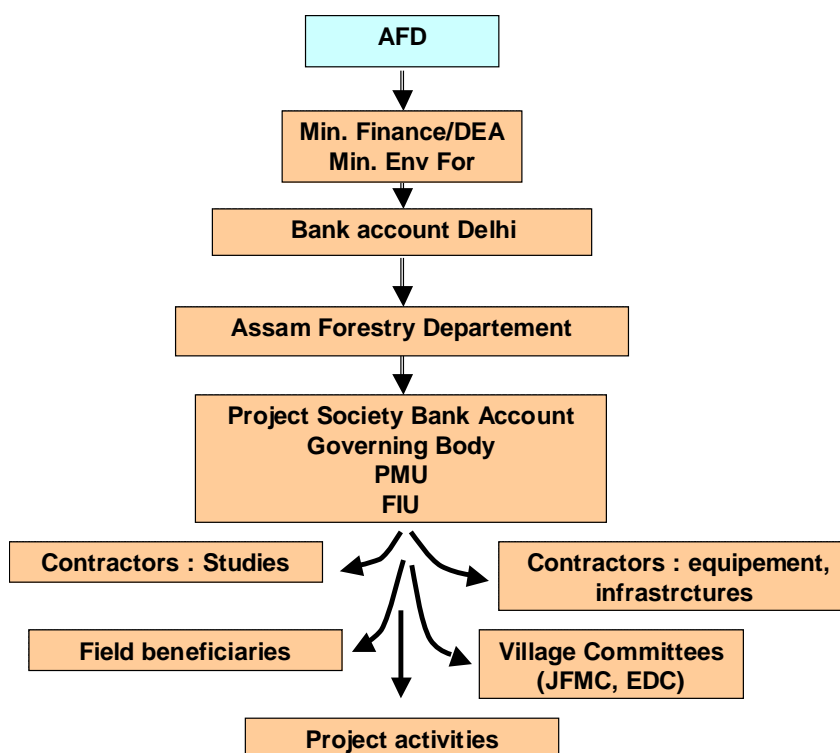 AFD
Min. Finance/DEA
Min. Env For
Bank account Delhi
Assam Forestry Departement
Project Society Bank Account
Governing Body
PMU
FIU
Contractors : Studies
Contractors : equipement,
infrastrctures
Field beneficiaries
Village Committees
(JFMC, EDC)
Project activities